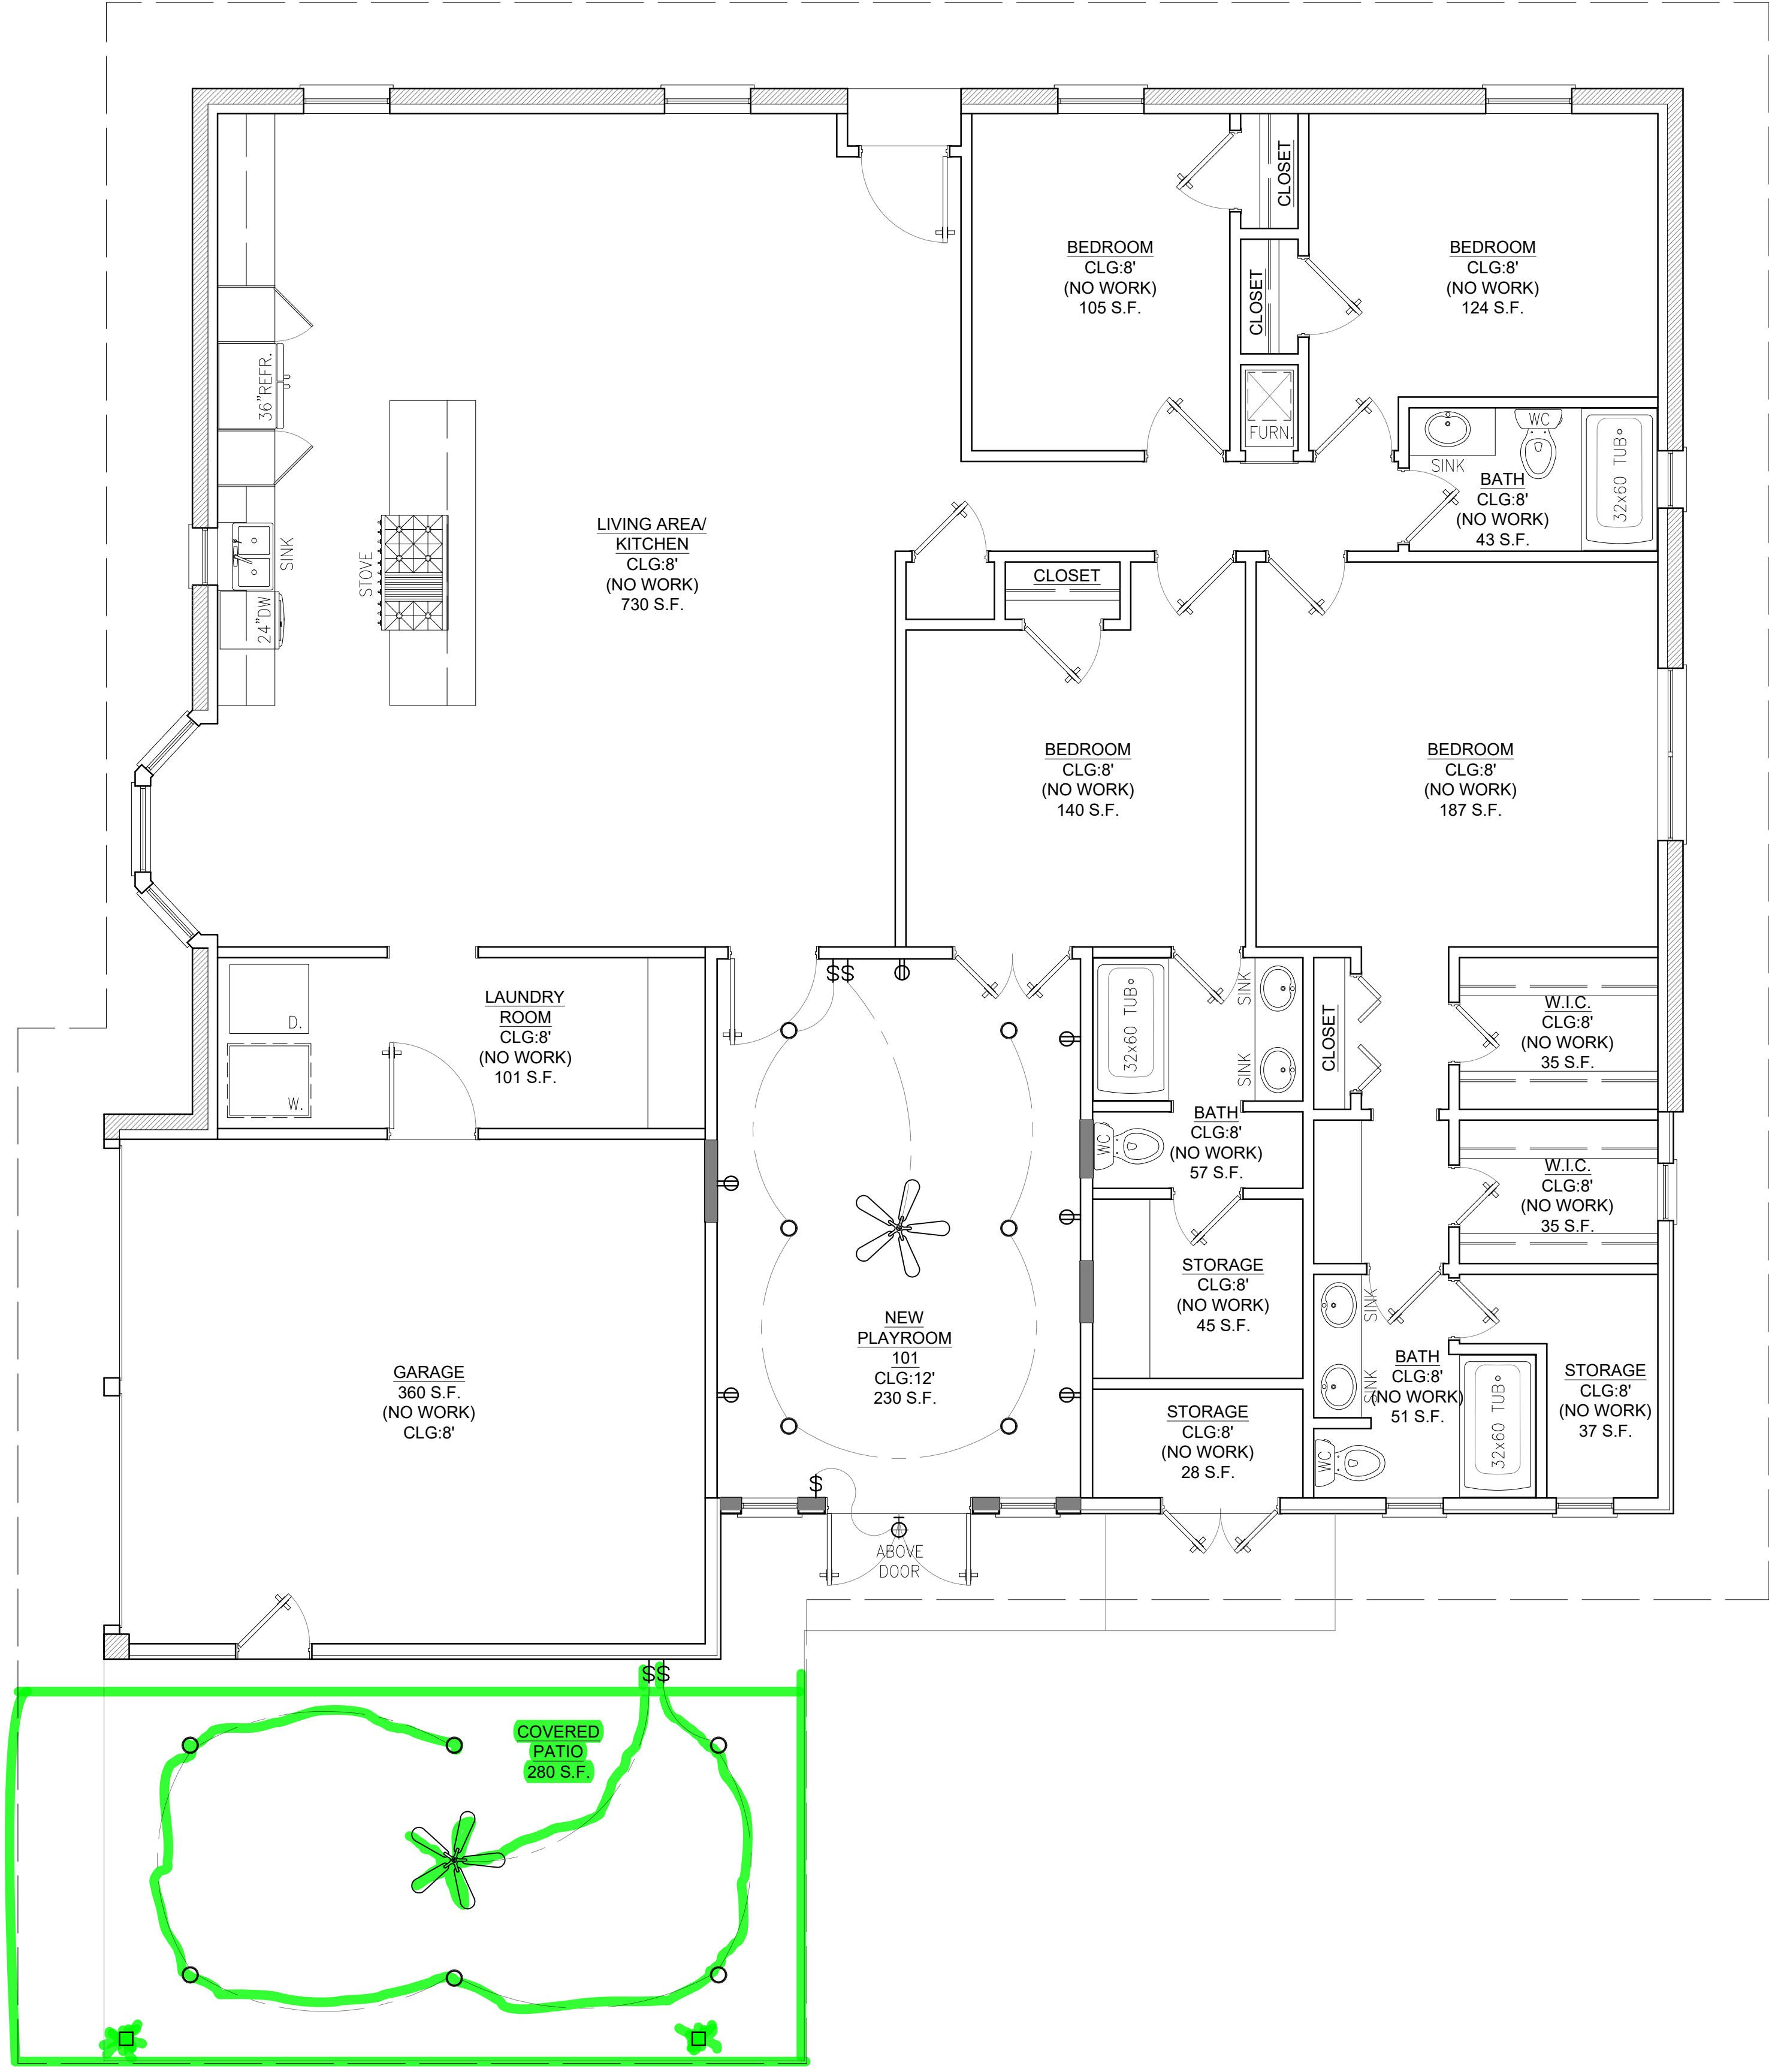 BEDROOM
CLG:8'
(NO WORK)
105 S.F.
CLOSET
CLOSET
BEDROOM
CLG:8'
(NO WORK)
124 S.F.
36"REFR.
FURN.
SINK
WC
32x60 TUB
BATH
CLG:8'
(NO WORK)
43 S.F.
SINK
24"DW
STOVE
LIVING AREA/
KITCHEN
CLG:8'
(NO WORK)
730 S.F.
CLOSET
BEDROOM
CLG:8'
(NO WORK)
140 S.F.
BEDROOM
CLG:8'
(NO WORK)
187 S.F.
D.
W.
LAUNDRY
ROOM
CLG:8'
(NO WORK)
101 S.F.
$$
32x60 TUB
SINK
SINK
CLOSET
W.I.C.
CLG:8'
(NO WORK)
35 S.F.
WC
BATH
CLG:8'
(NO WORK)
57 S.F.
W.I.C.
CLG:8'
(NO WORK)
35 S.F.
STORAGE
CLG:8'
(NO WORK)
45 S.F.
NEW
PLAYROOM
101
CLG:12'
230 S.F.
GARAGE
360 S.F.
(NO WORK)
CLG:8'
STORAGE
CLG:8'
(NO WORK)
28 S.F.
SINK
SINK
WC
BATH
CLG:8'
(NO WORK)
51 S.F.
32x60 TUB
STORAGE
CLG:8'
(NO WORK)
37 S.F.
$
ABOVE
DOOR
$$
COVERED
PATIO
280 S.F.